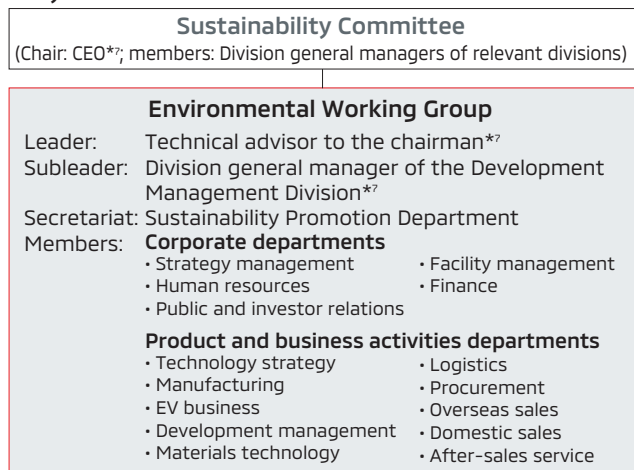 Sustainability Committee
(Chair: CEO*7; members: Division general managers of relevant divisions)
Environmental Working Group
Leader: Technical advisor to the chairman*7
Subleader: Division general manager of the Development
Management Division*7
Secretariat: Sustainability Promotion Department
Members: Corporate departments
• Strategy management
• Human resources
• Public and investor relations
• Facility management
• Finance
Product and business activities departments
• Technology strategy
• Manufacturing
• EV business
• Development management
• Materials technology
• Logistics
• Procurement
• Overseas sales
• Domestic sales
• After-sales service